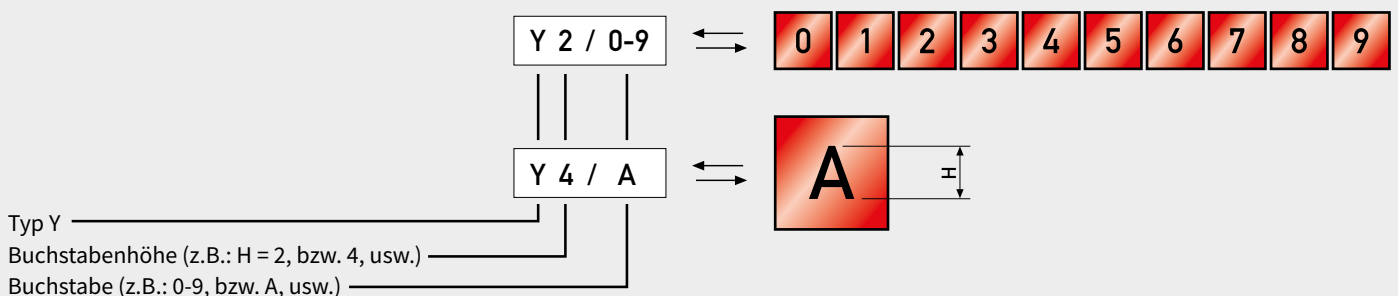 Y 2 / 0-9
0 1 2 3 4 5 6 7 8 9
Y 4 / A
A
H
Typ Y
Buchstabenhöhe (z.B.: H = 2, bzw. 4, usw.)
Buchstabe (z.B.: 0-9, bzw. A, usw.)